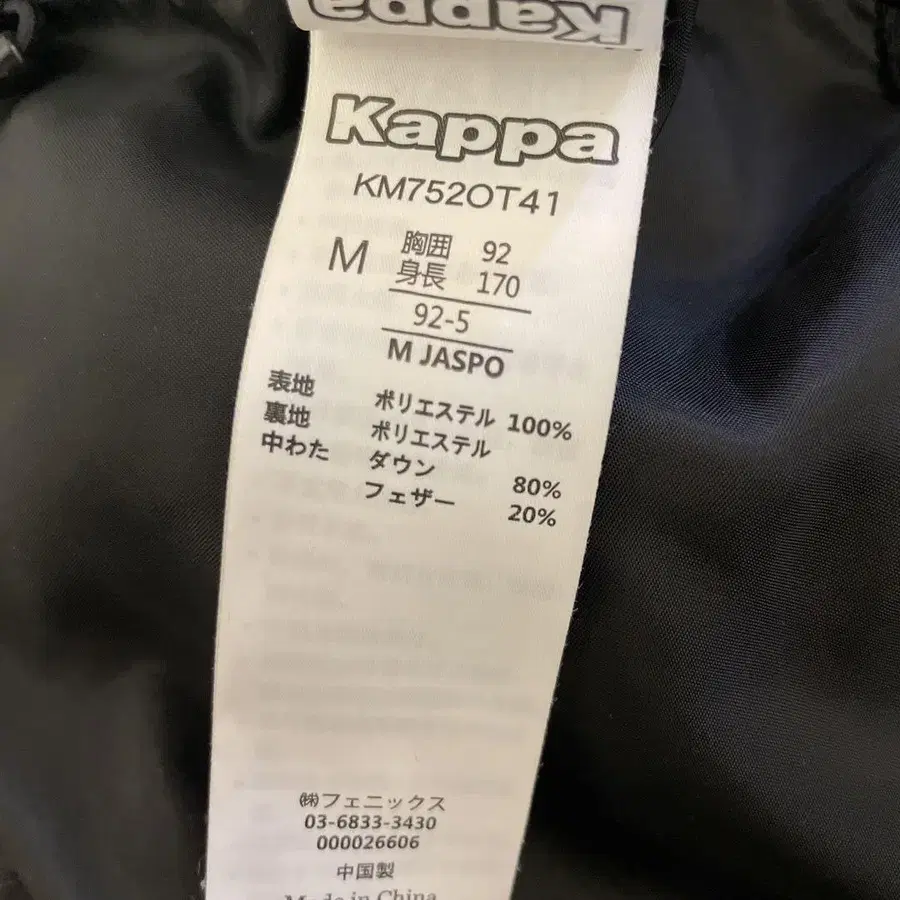 Kappa
Kappa
KM752OT41
M 胸囲 92
身長 170
92-5
M JASPO
表地 ポリエステル 100%
裏地 ポリエステル
中わた ダウン 80%
フェザー 20%
㈱フェニックス
03-6833-3430
000026606
中国製
Made in China